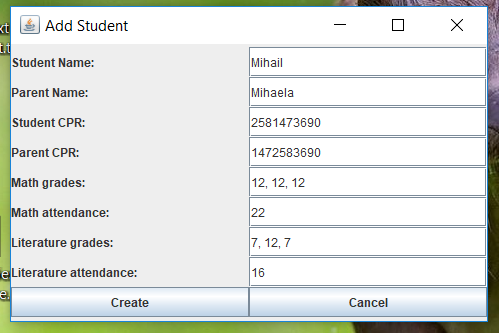 Add Student
Student Name: Mihail
Parent Name: Mihaela
Student CPR: 2581473690
Parent CPR: 1472583690
Math grades: 12, 12, 12
Math attendance: 22
Literature grades: 7, 12, 7
Literature attendance: 16
Create Cancel